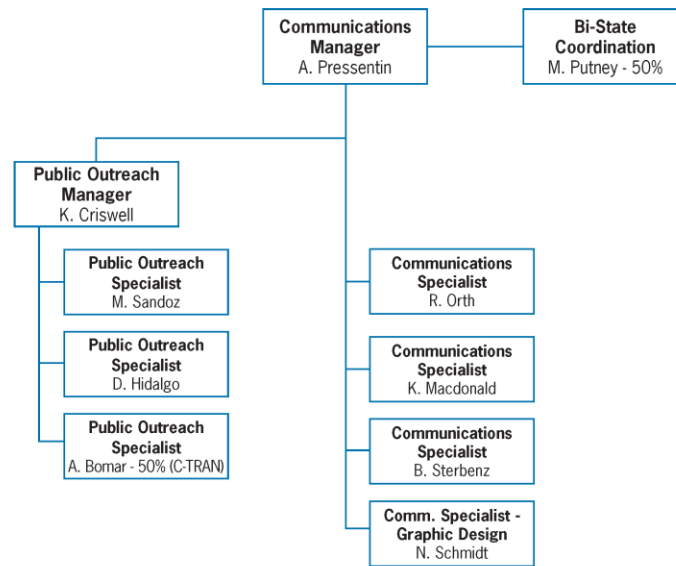 Communications
Manager
A. Pressentin
Bi-State
Coordination
M. Putney - 50%
Public Outreach
Manager
K. Criswell
Public Outreach
Specialist
M. Sandoz
Public Outreach
Specialist
D. Hidalgo
Public Outreach
Specialist
A. Bomar - 50% (C-TRAN)
Communications
Specialist
R. Orth
Communications
Specialist
K. Macdonald
Communications
Specialist
B. Sterbenz
Comm. Specialist -
Graphic Design
N. Schmidt